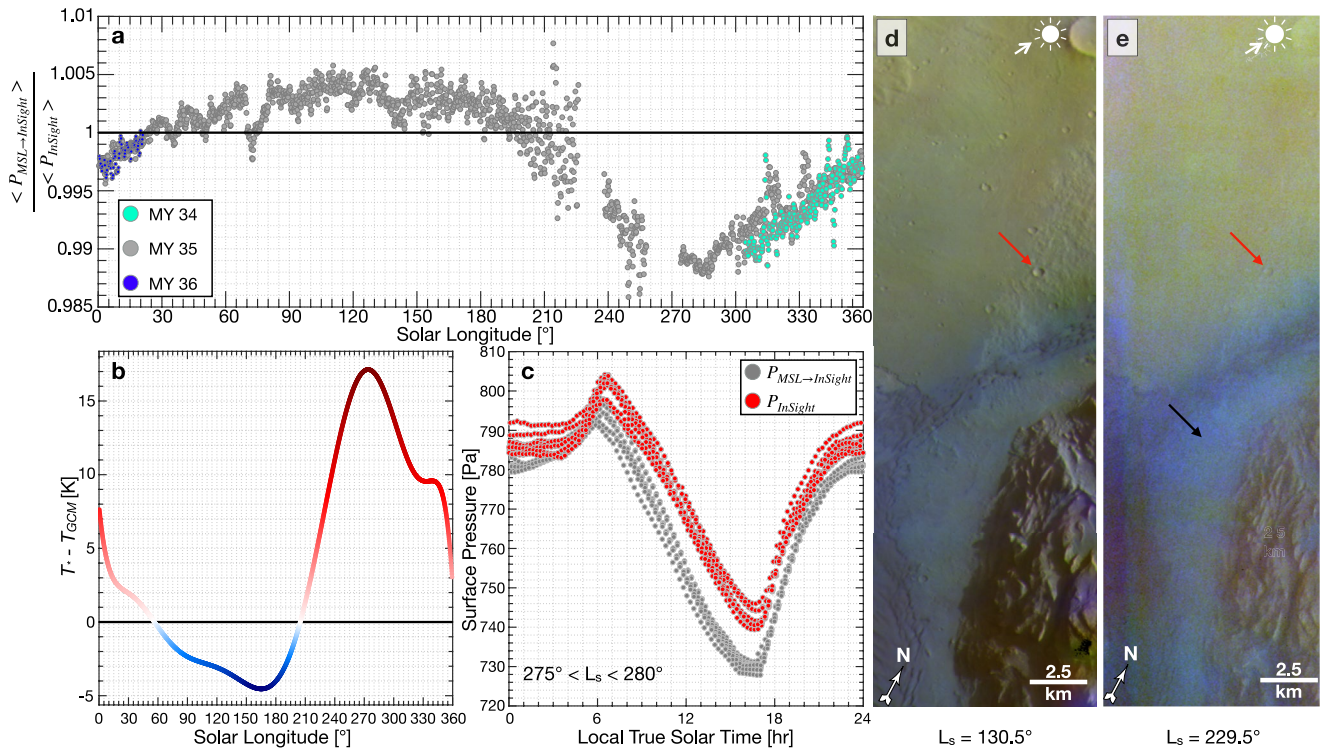 a
1.01
1.005
1
0.995
0.99
0.985
< P_MSL→InSight >
< P_InSight >
MY 34
MY 35
MY 36
0 30 60 90 120 150 180 210 240 270 300 330 360
Solar Longitude [°]
b
15
10
5
0
-5
T* - T_GCM [K]
0 30 60 90 120 150 180 210 240 270 300 330 360
Solar Longitude [°]
c
810
800
790
780
770
760
750
740
730
720
Surface Pressure [Pa]
P_MSL→InSight
P_InSight
275° < Ls < 280°
0 6 12 18 24
Local True Solar Time [hr]
d
N
2.5
km
Ls = 130.5°
e
2.5
km
N
2.5
km
Ls = 229.5°